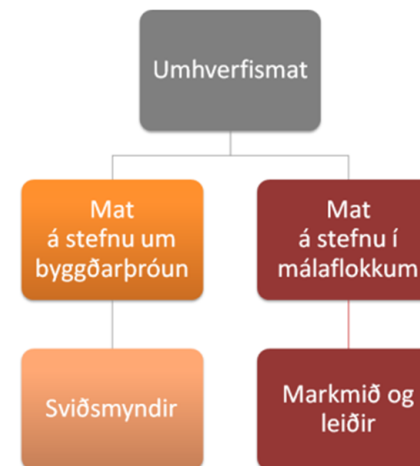 Umhverfismat
Mat
á stefnu um
byggðarþróun
Mat
á stefnu í
málaflokkum
Sviðsmyndir
Markmið og
leiðir